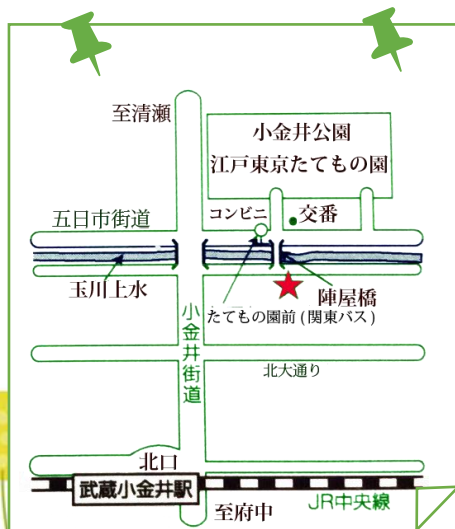 至清瀬
小金井公園
江戸東京たてもの園
コンビニ
交番
五日市街道
玉川上水
陣屋橋
たてもの園前(関東バス)
小金井街道
北大通り
北口
武蔵小金井駅
至府中
JR中央線